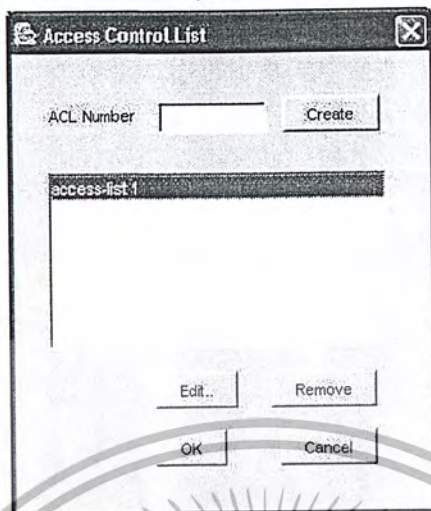 Access Control List
ACL Number
Create
access-list 1
Edit..
Remove
OK
Cancel